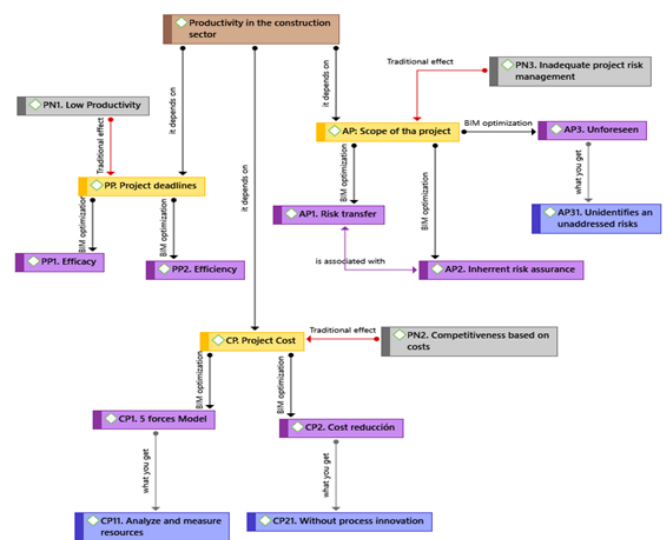 Productivity in the construction
sector
PN3. Inadequate project risk
management
Traditional effect
it depends on
it depends on
it depends on
PN1. Low Productivity
Traditional effect
AP: Scope of tha project
BIM optimization
AP3. Unforeseen
PP. Project deadlines
BIM optimization
BIM optimization
what you get
AP1. Risk transfer
AP31. Unidentifies an
unaddressed risks
BIM optimization
BIM optimization
PP1. Efficacy
PP2. Efficiency
is associated with
AP2. Inherrent risk assurance
CP. Project Cost
Traditional effect
PN2. Competitiveness based on
costs
BIM optimization
BIM optimization
CP1. 5 forces Model
CP2. Cost reducción
what you get
what you get
CP11. Analyze and measure
resources
CP21. Without process innovation